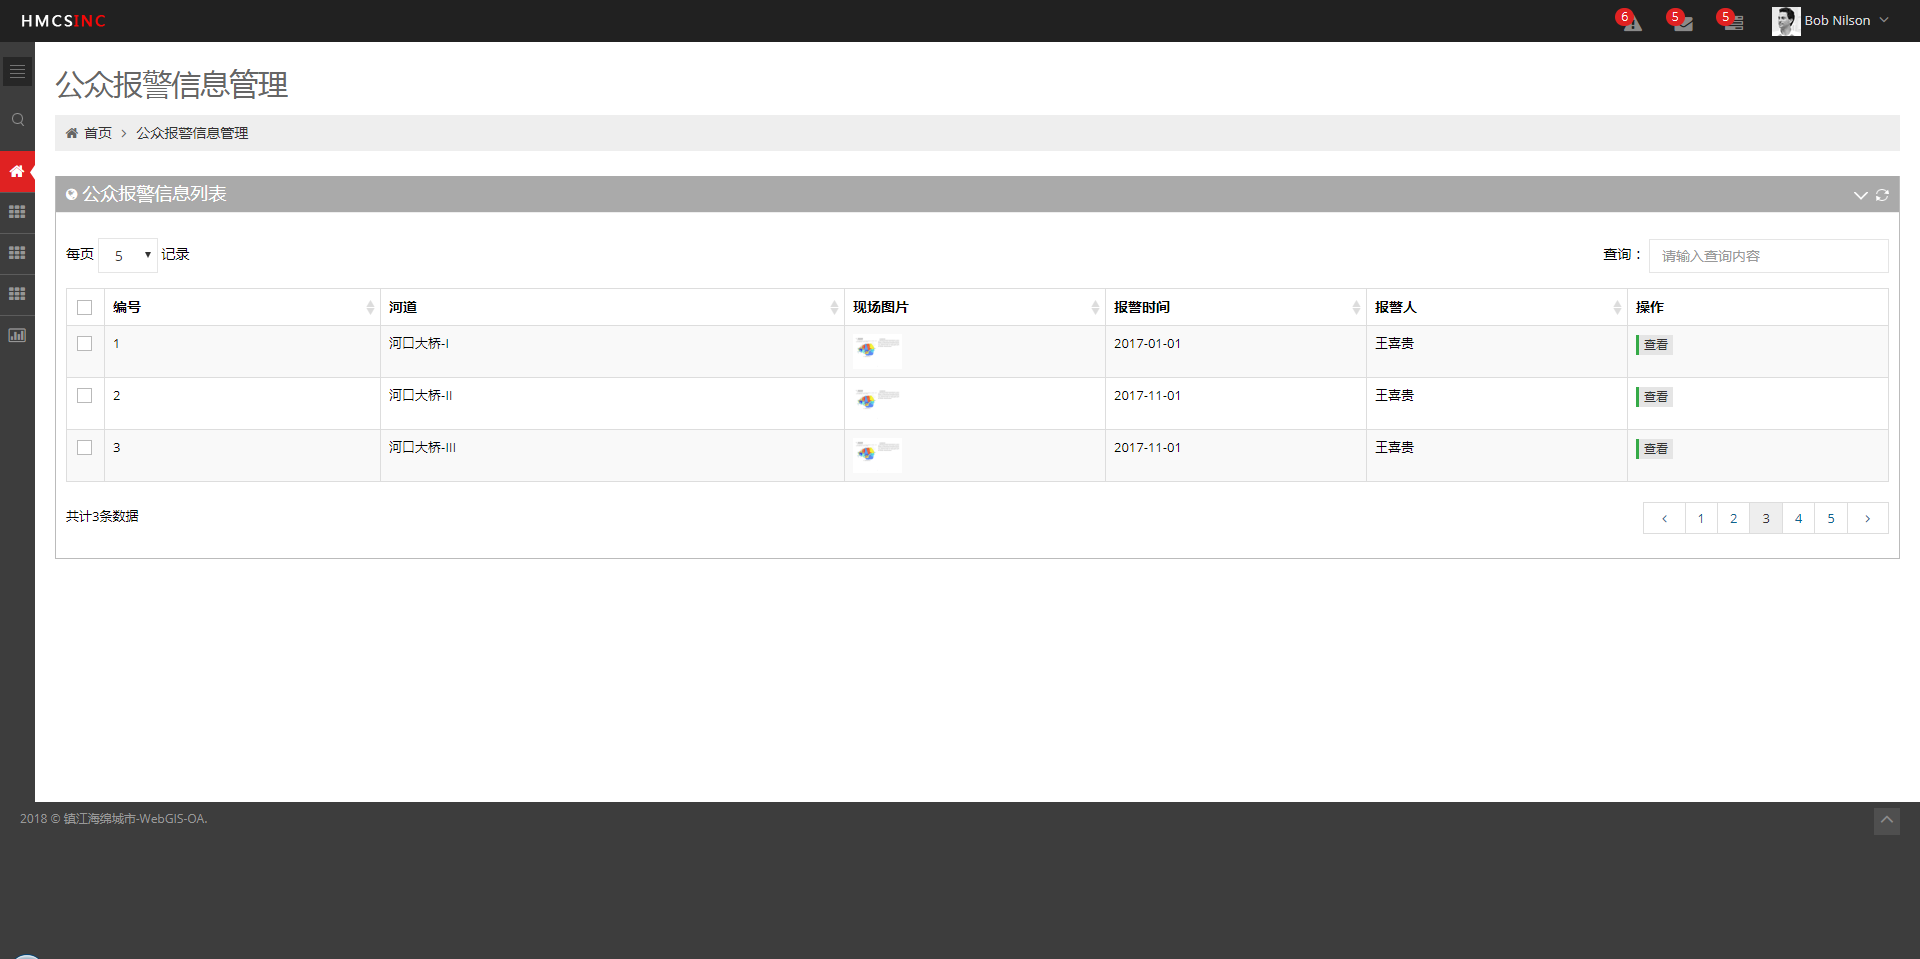 HMCSINC
6
5
5
Bob Nilson
公众报警信息管理
首页 > 公众报警信息管理
公众报警信息列表
每页 5 记录
查询： 请输入查询内容
编号 河道 现场图片 报警时间 报警人 操作
1 河口大桥-I 2017-01-01 王喜贵 查看
2 河口大桥-II 2017-11-01 王喜贵 查看
3 河口大桥-III 2017-11-01 王喜贵 查看
共计3条数据
‹ 1 2 3 4 5 ›
2018 © 镇江海绵城市-WebGIS-OA.